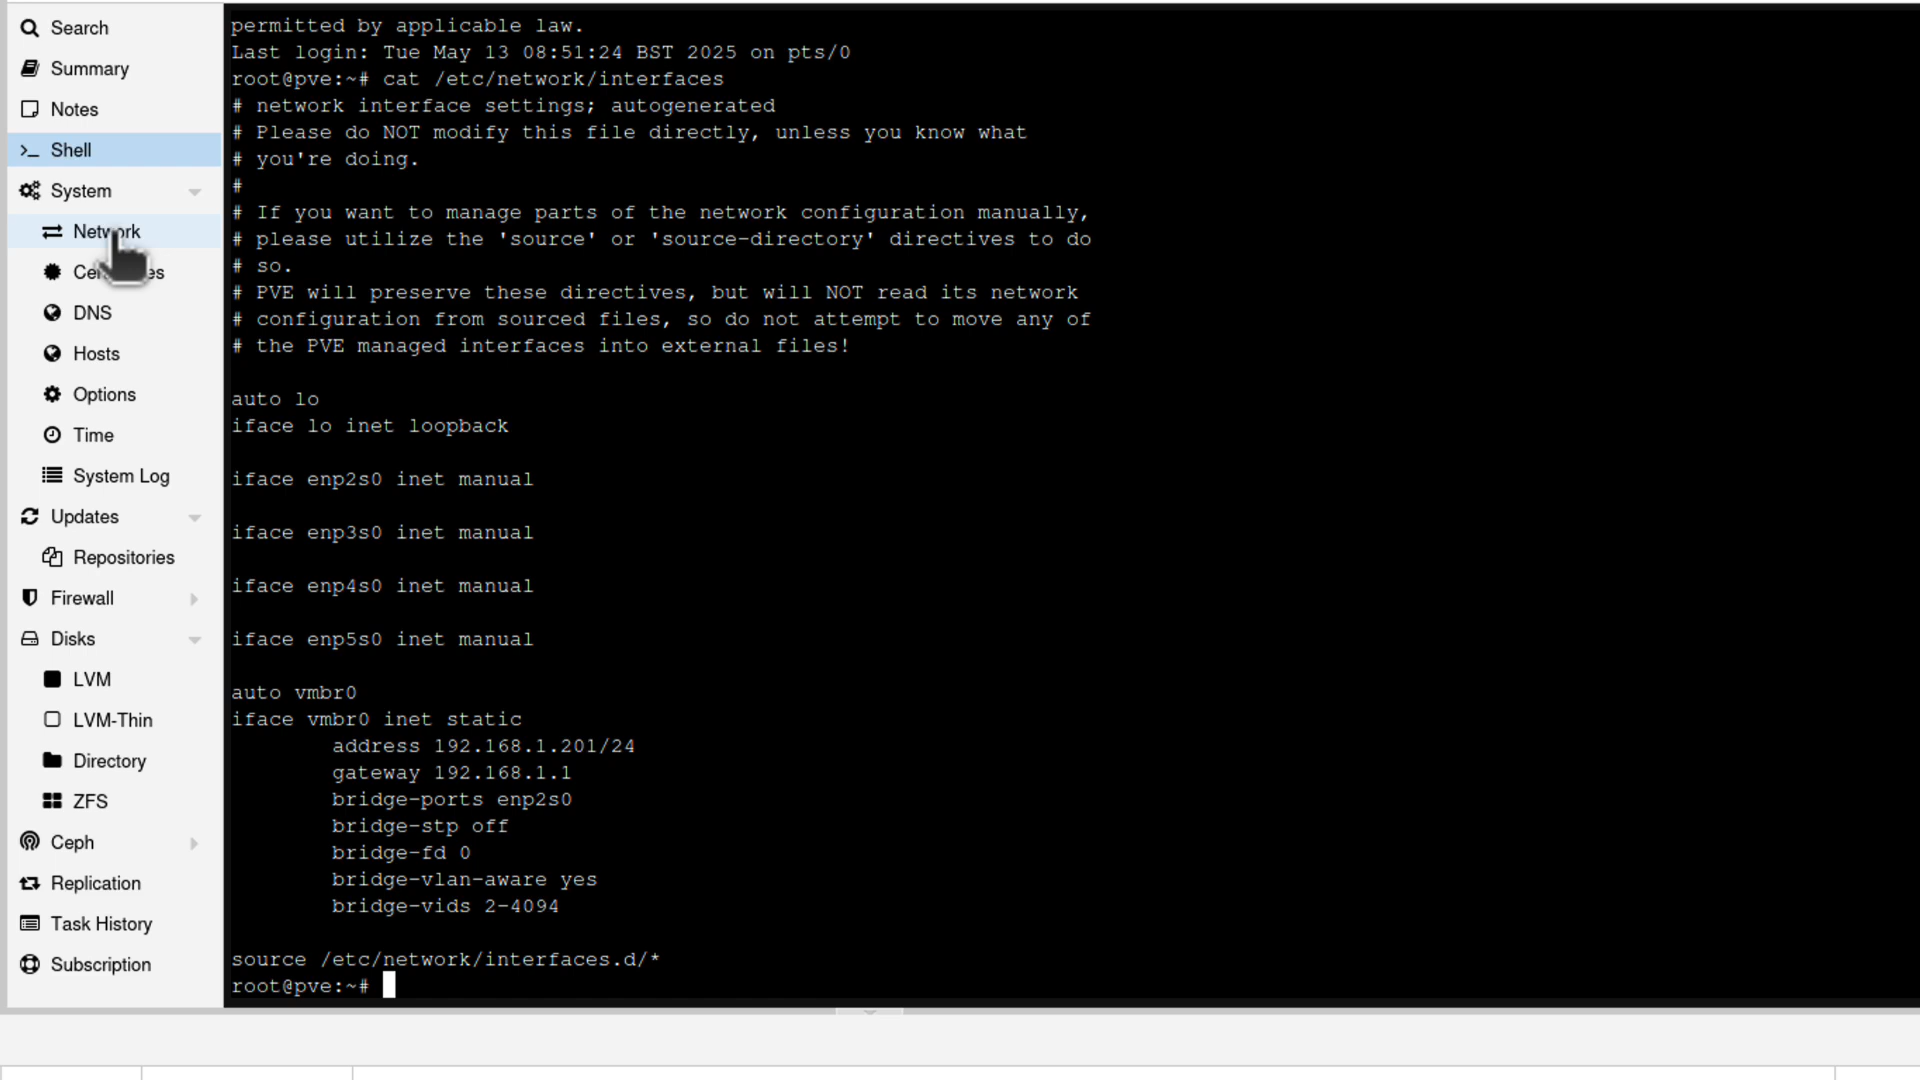 Search
Summary
Notes
Shell
System
Network
DNS
Hosts
Options
Time
System Log
Updates
Repositories
Firewall
Disks
LVM
LVM-Thin
Directory
ZFS
Ceph
Replication
Task History
Subscription
permitted by applicable law.
Last login: Tue May 13 08:51:24 BST 2025 on pts/0
root@pve:~# cat /etc/network/interfaces
# network interface settings; autogenerated
# Please do NOT modify this file directly, unless you know what
# you're doing.
#
# If you want to manage parts of the network configuration manually,
# please utilize the 'source' or 'source-directory' directives to do
# so.
# PVE will preserve these directives, but will NOT read its network
# configuration from sourced files, so do not attempt to move any of
# the PVE managed interfaces into external files!
auto lo
iface lo inet loopback
iface enp2s0 inet manual
iface enp3s0 inet manual
iface enp4s0 inet manual
iface enp5s0 inet manual
auto vmbr0
iface vmbr0 inet static
address 192.168.1.201/24
gateway 192.168.1.1
bridge-ports enp2s0
bridge-stp off
bridge-fd 0
bridge-vlan-aware yes
bridge-vids 2-4094
source /etc/network/interfaces.d/*
root@pve:~#